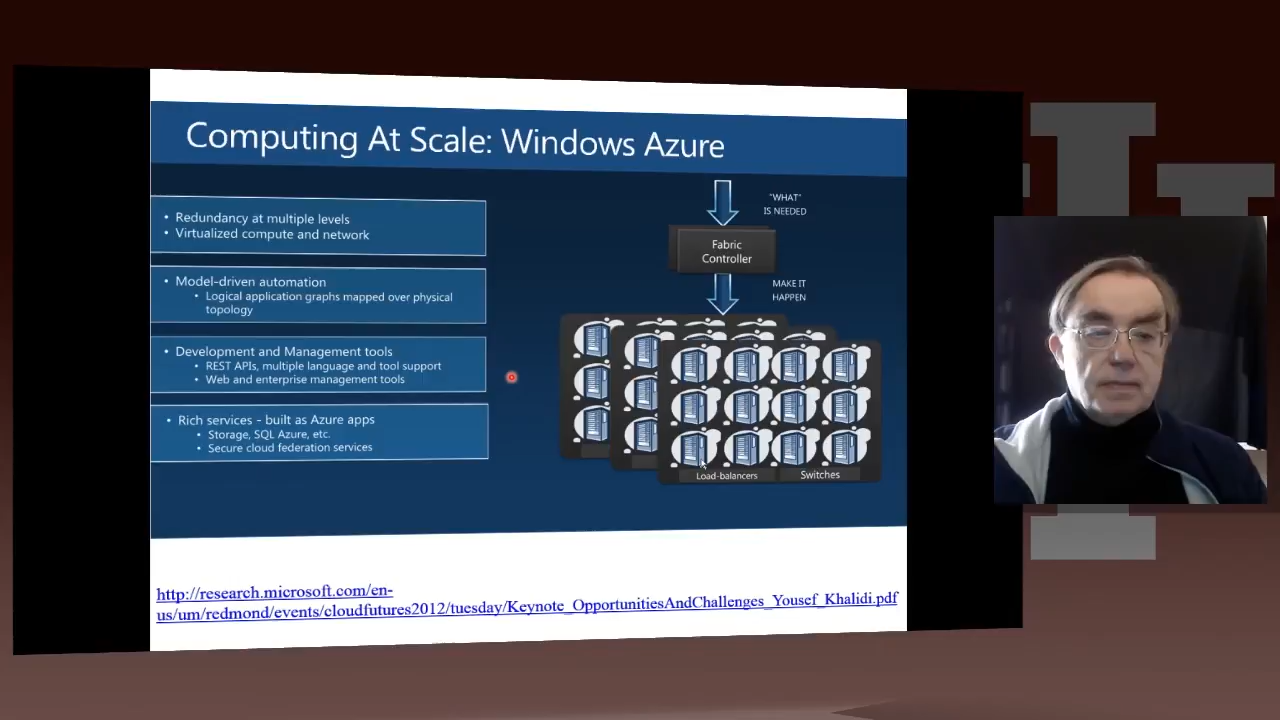 Computing At Scale: Windows Azure
• Redundancy at multiple levels
• Virtualized compute and network
• Model-driven automation
• Logical application graphs mapped over physical
topology
• Development and Management tools
• REST APIs, multiple language and tool support
• Web and enterprise management tools
• Rich services - built as Azure apps
• Storage, SQL Azure, etc.
• Secure cloud federation services
"WHAT"
IS NEEDED
Fabric
Controller
MAKE IT
HAPPEN
Load-balancers
Switches
http://research.microsoft.com/en-
us/um/redmond/events/cloudfutures2012/tuesday/Keynote_OpportunitiesAndChallenges_Yousef_Khalidi.pdf